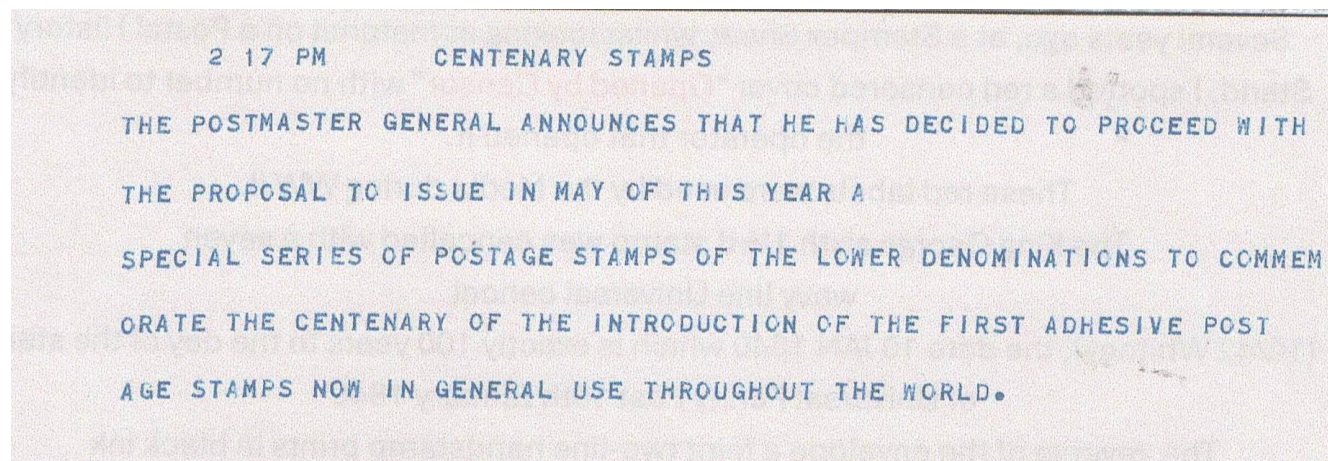 2 17 PM CENTENARY STAMPS
THE POSTMASTER GENERAL ANNOUNCES THAT HE HAS DECIDED TO PROCEED WITH
THE PROPOSAL TO ISSUE IN MAY OF THIS YEAR A
SPECIAL SERIES OF POSTAGE STAMPS OF THE LOWER DENOMINATIONS TO COMMEM
ORATE THE CENTENARY OF THE INTRODUCTION OF THE FIRST ADHESIVE POST
AGE STAMPS NOW IN GENERAL USE THROUGHOUT THE WORLD.